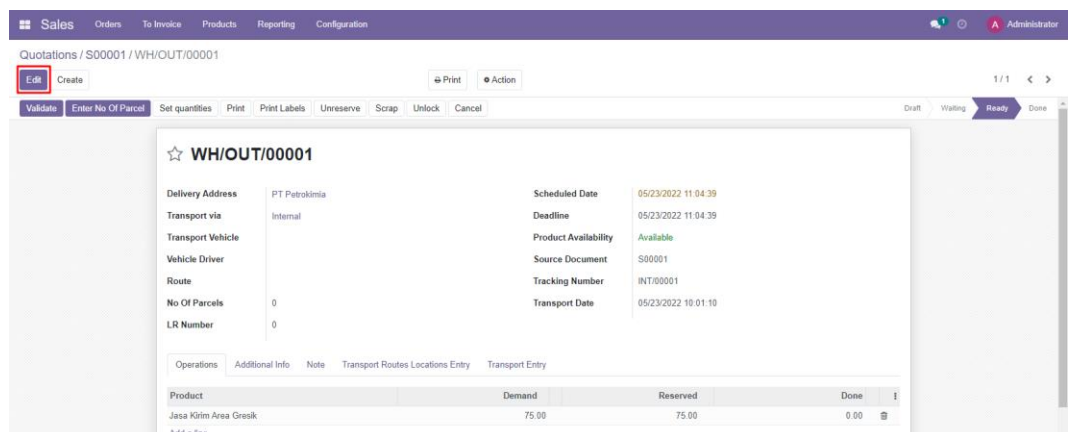 Sales Orders To Invoice Products Reporting Configuration 1 A Administrator
Quotations / S00001 / WH/OUT/00001
Edit Create Print Action 1 / 1
Validate Enter No Of Parcel Set quantities Print Print Labels Unreserve Scrap Unlock Cancel Draft Waiting Ready Done
WH/OUT/00001
Delivery Address PT Petrokimia Scheduled Date 05/23/2022 11:04:39
Transport via Internal Deadline 05/23/2022 11:04:39
Transport Vehicle Product Availability Available
Vehicle Driver Source Document S00001
Route Tracking Number INT/00001
No Of Parcels 0 Transport Date 05/23/2022 10:01:10
LR Number 0
Operations Additional Info Note Transport Routes Locations Entry Transport Entry
Product Demand Reserved Done
Jasa Kirim Area Gresik 75.00 75.00 0.00